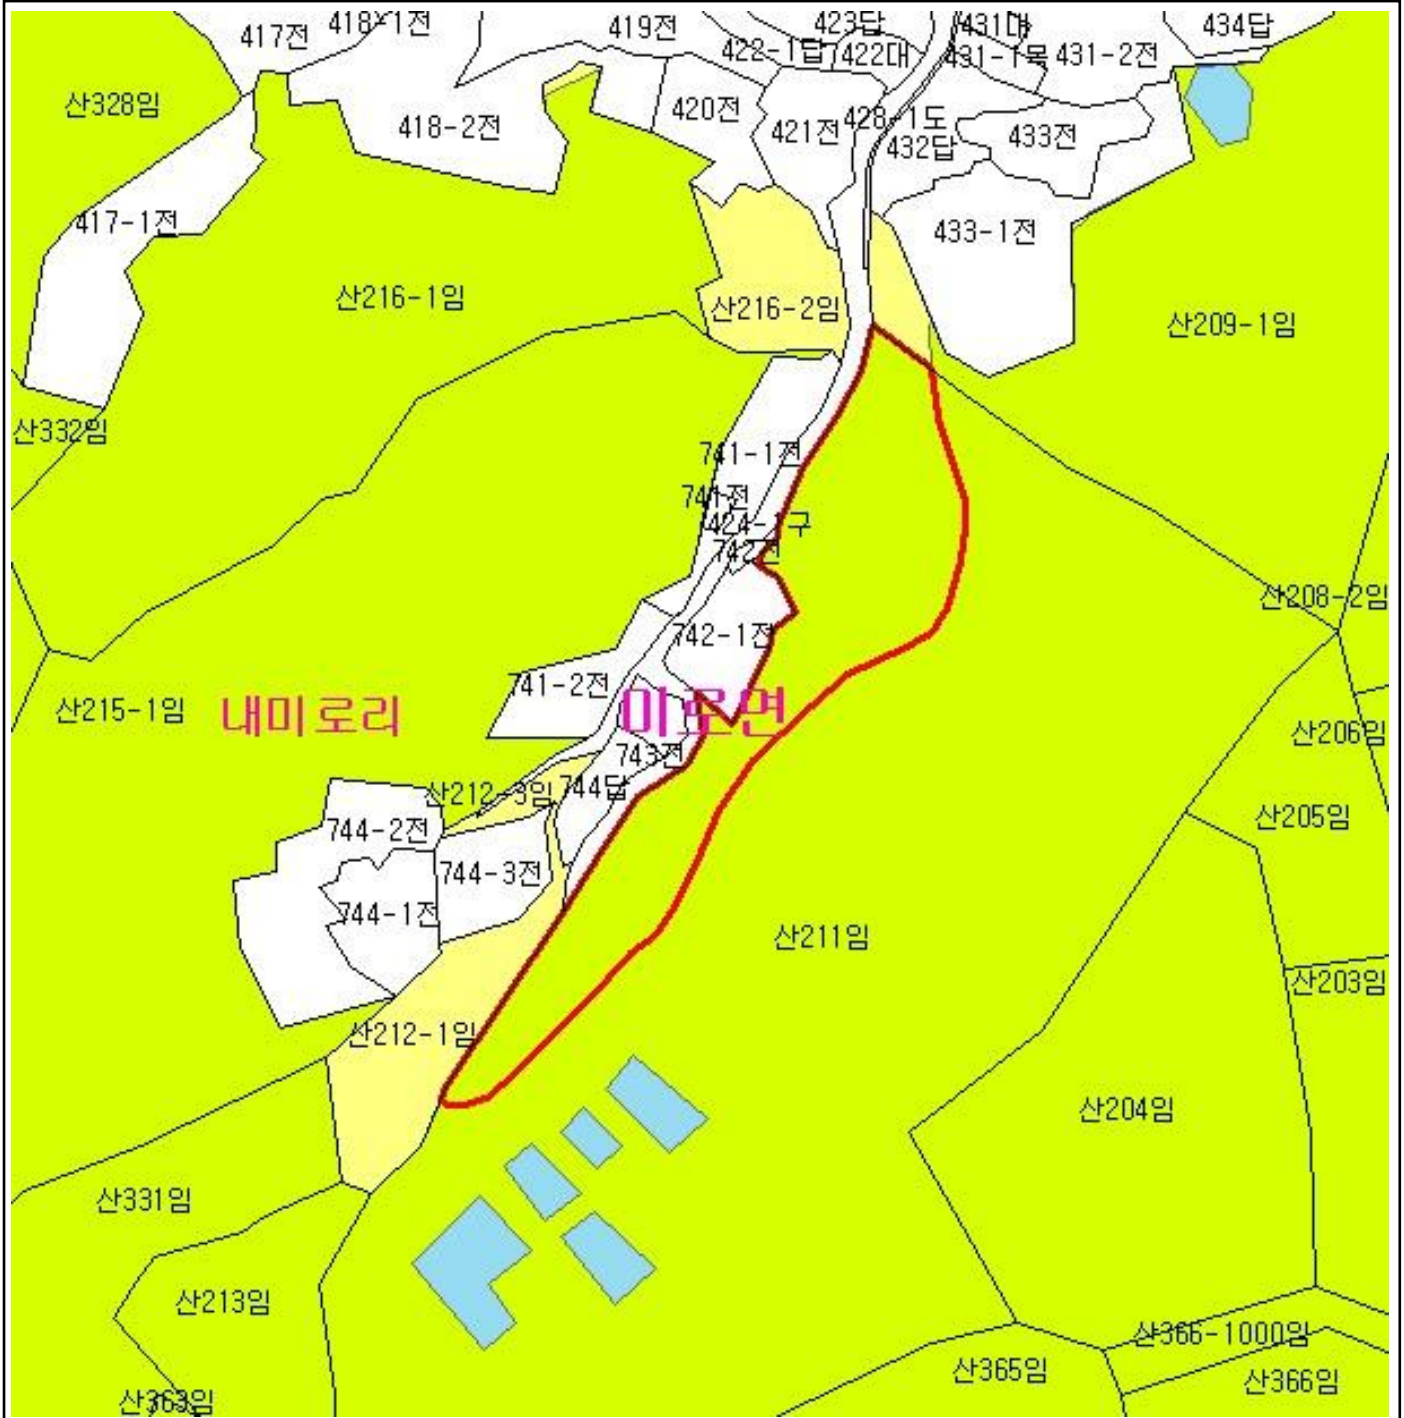 417전
418-1전
419전
423답
431대
434답
422-1답
422대
431-1목
431-2전
산328임
418-2전
420전
421전
428-1도
432답
433전
417-1전
433-1전
산216-1임
산216-2임
산209-1임
산332임
741-1전
741전
424-1구
742전
산208-2임
742-1전
741-2전
산215-1임
내미로리
미로면
산206임
743전
산212-3임
744답
산205임
744-2전
744-3전
744-1전
산211임
산203임
산212-1임
산204임
산331임
산213임
산366-1000임
산365임
산366임
산363임